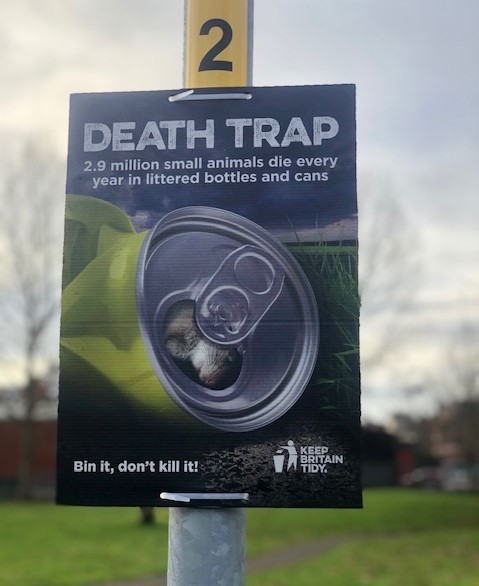 2
DEATH TRAP
2.9 million small animals die every
year in littered bottles and cans
Bin it, don't kill it!
KEEP
BRITAIN
TIDY.